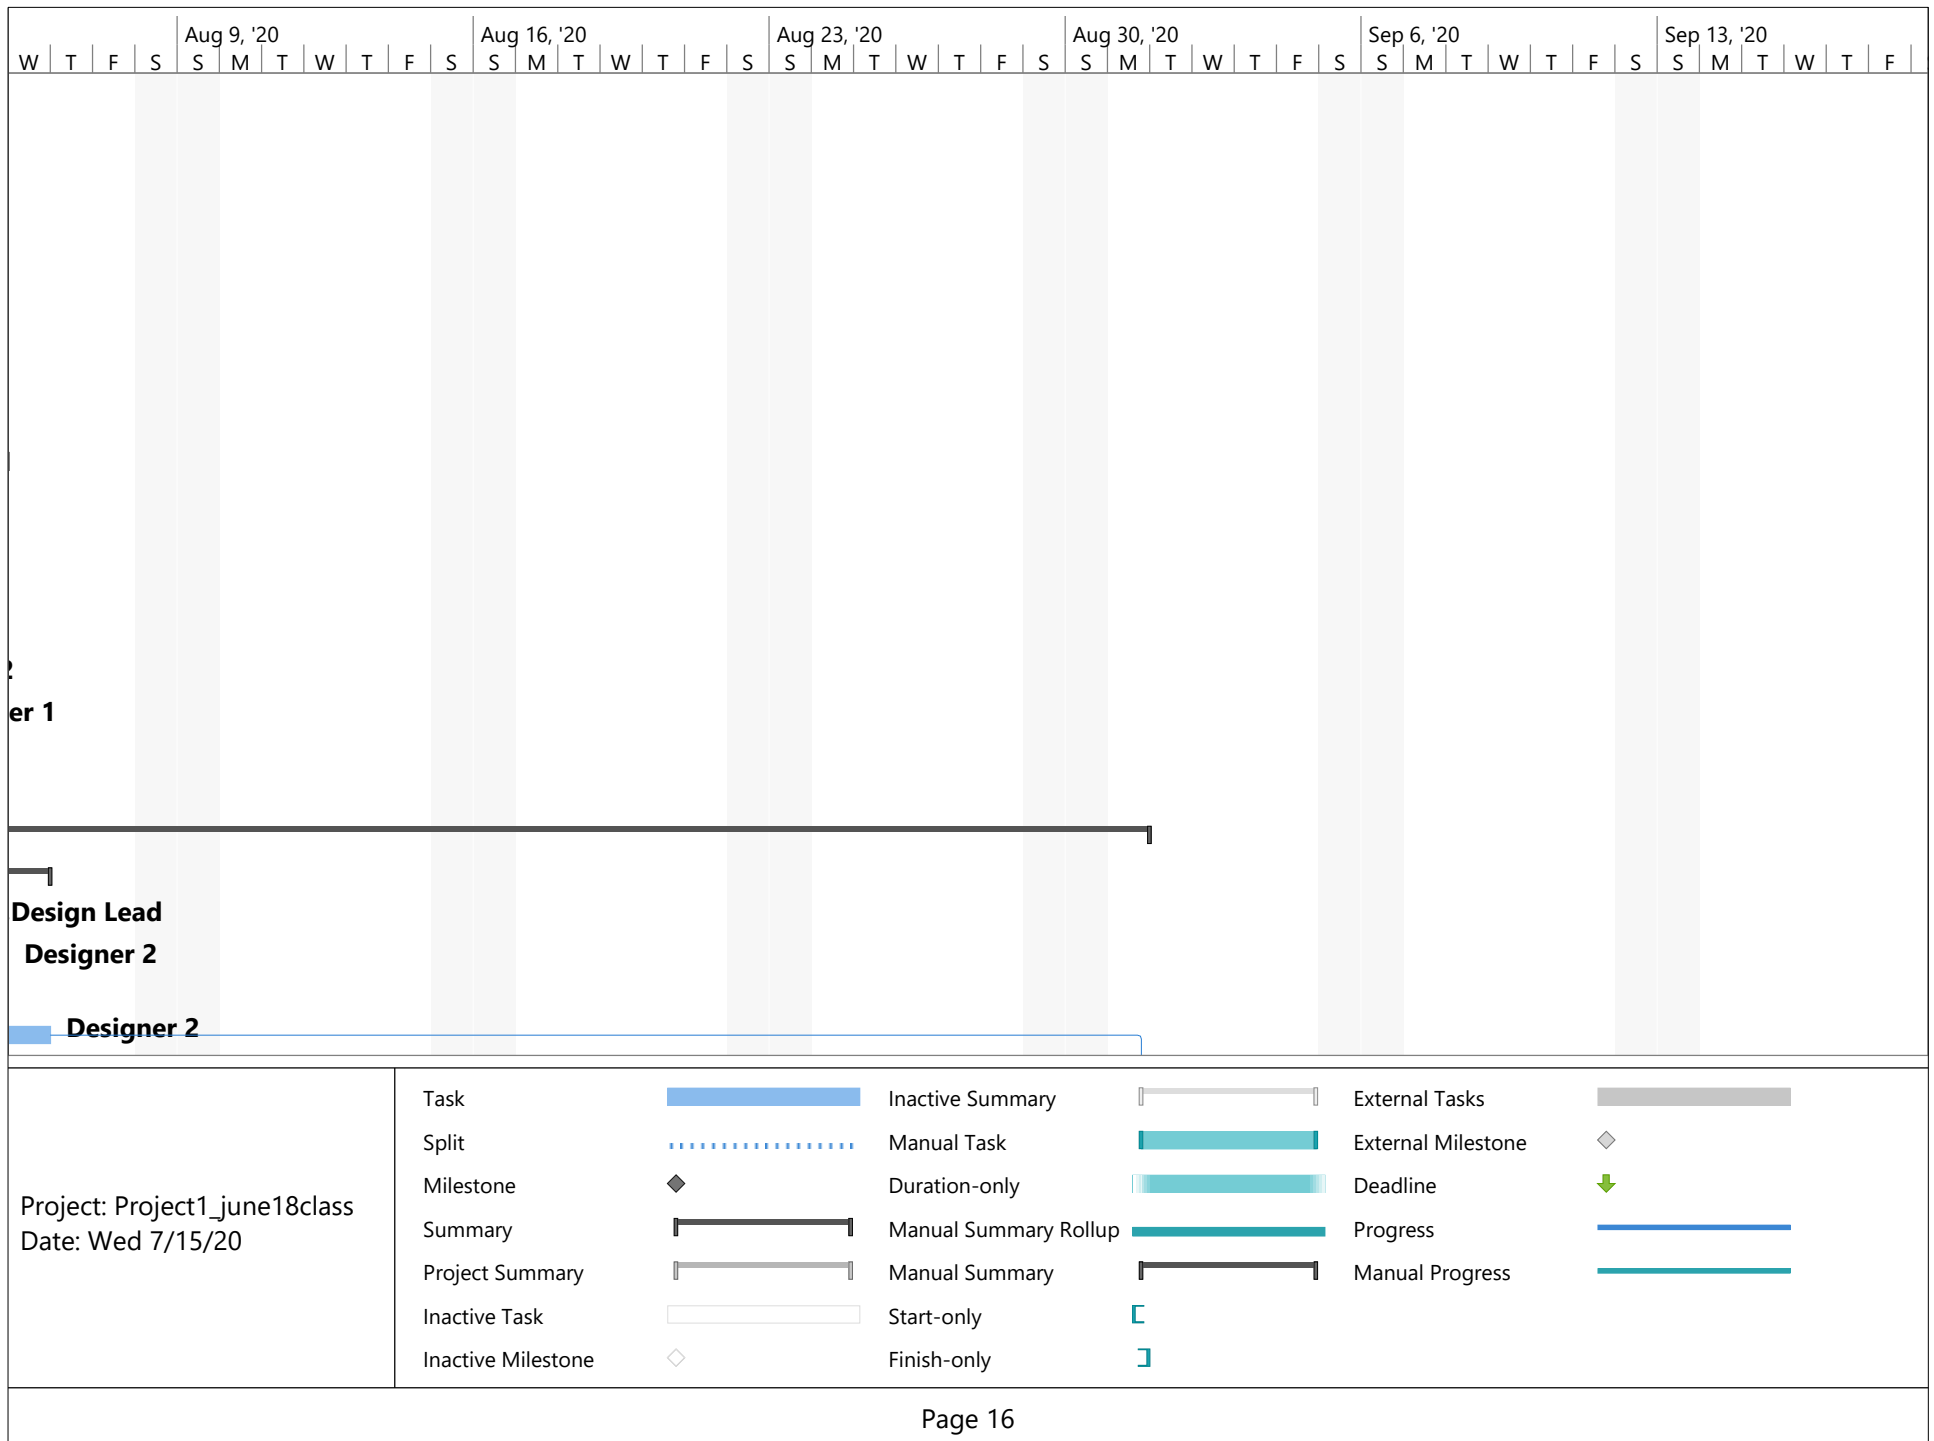 Aug 9, '20 Aug 16, '20 Aug 23, '20 Aug 30, '20 Sep 6, '20 Sep 13, '20
W T F S S M T W T F S S M T W T F S S M T W T F S S M T W T F S S M T W T F S S M T W T F
er 1
Design Lead
Designer 2
Designer 2
Task Inactive Summary External Tasks
Split Manual Task External Milestone
Milestone Duration-only Deadline
Project: Project1_june18class
Summary Manual Summary Rollup Progress
Date: Wed 7/15/20
Project Summary Manual Summary Manual Progress
Inactive Task Start-only
Inactive Milestone Finish-only
Page 16